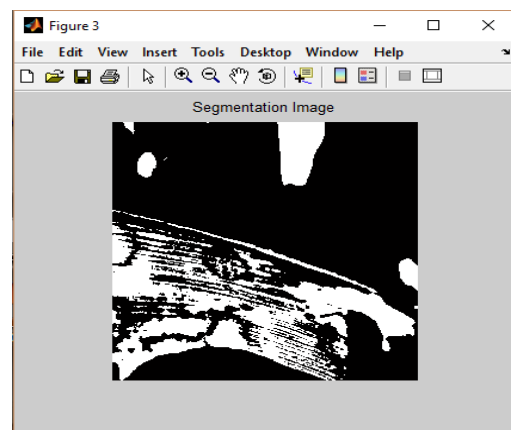 Figure 3
File Edit View Insert Tools Desktop Window Help
Segmentation Image